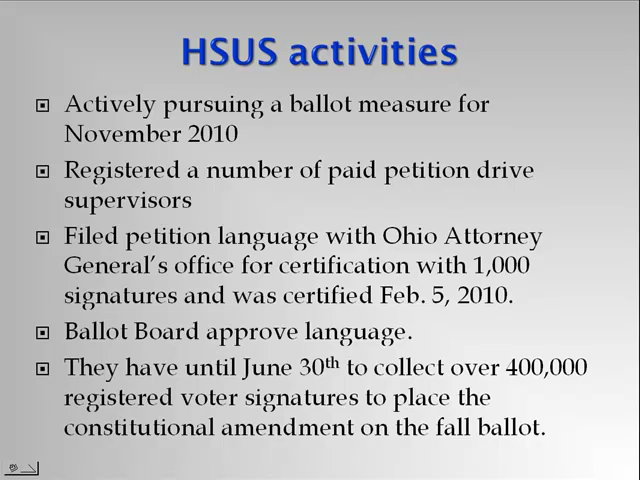 HSUS activities
Actively pursuing a ballot measure for
November 2010
Registered a number of paid petition drive
supervisors
Filed petition language with Ohio Attorney
General's office for certification with 1,000
signatures and was certified Feb. 5, 2010.
Ballot Board approve language.
They have until June 30th to collect over 400,000
registered voter signatures to place the
constitutional amendment on the fall ballot.